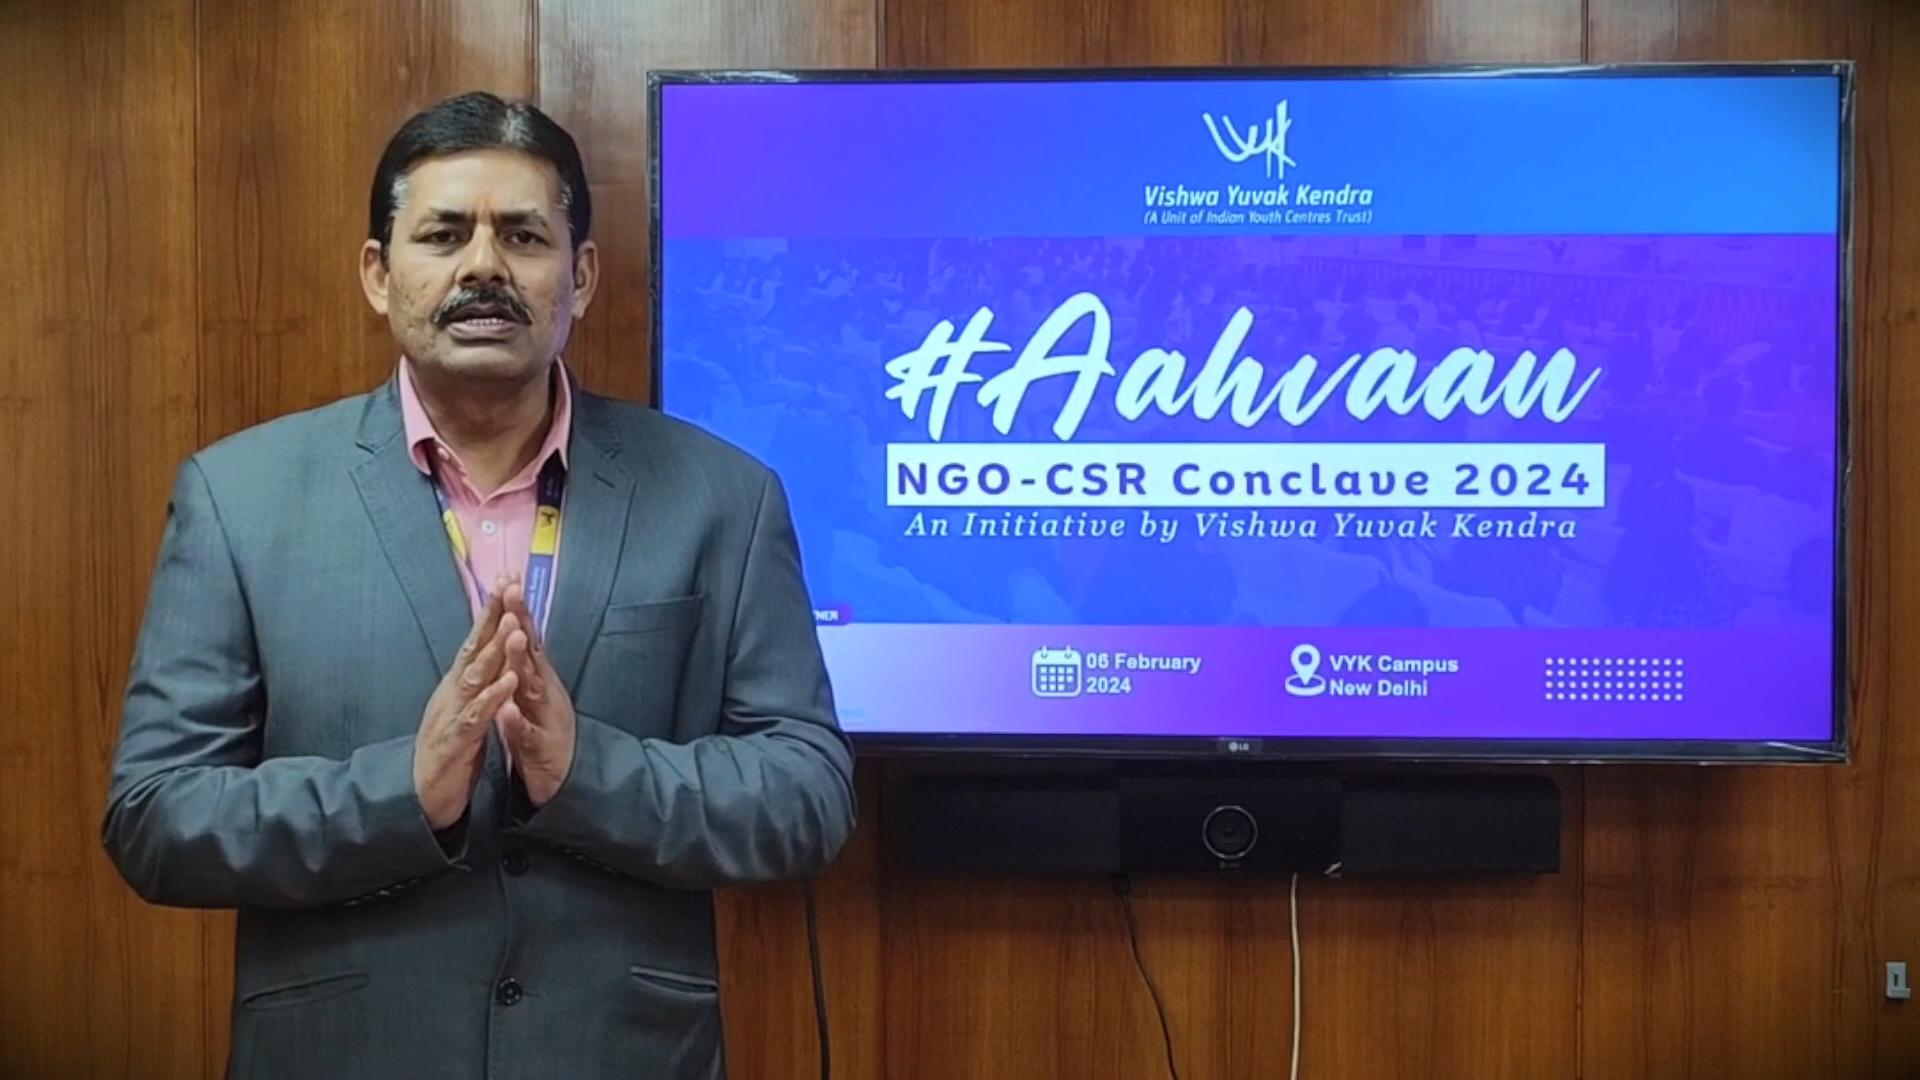 vyk
Vishwa Yuvak Kendra
(A Unit of Indian Youth Centres Trust)
#Aahvaan
NGO-CSR Conclave 2024
An Initiative by Vishwa Yuvak Kendra
06 February
2024
VYK Campus
New Delhi
LG